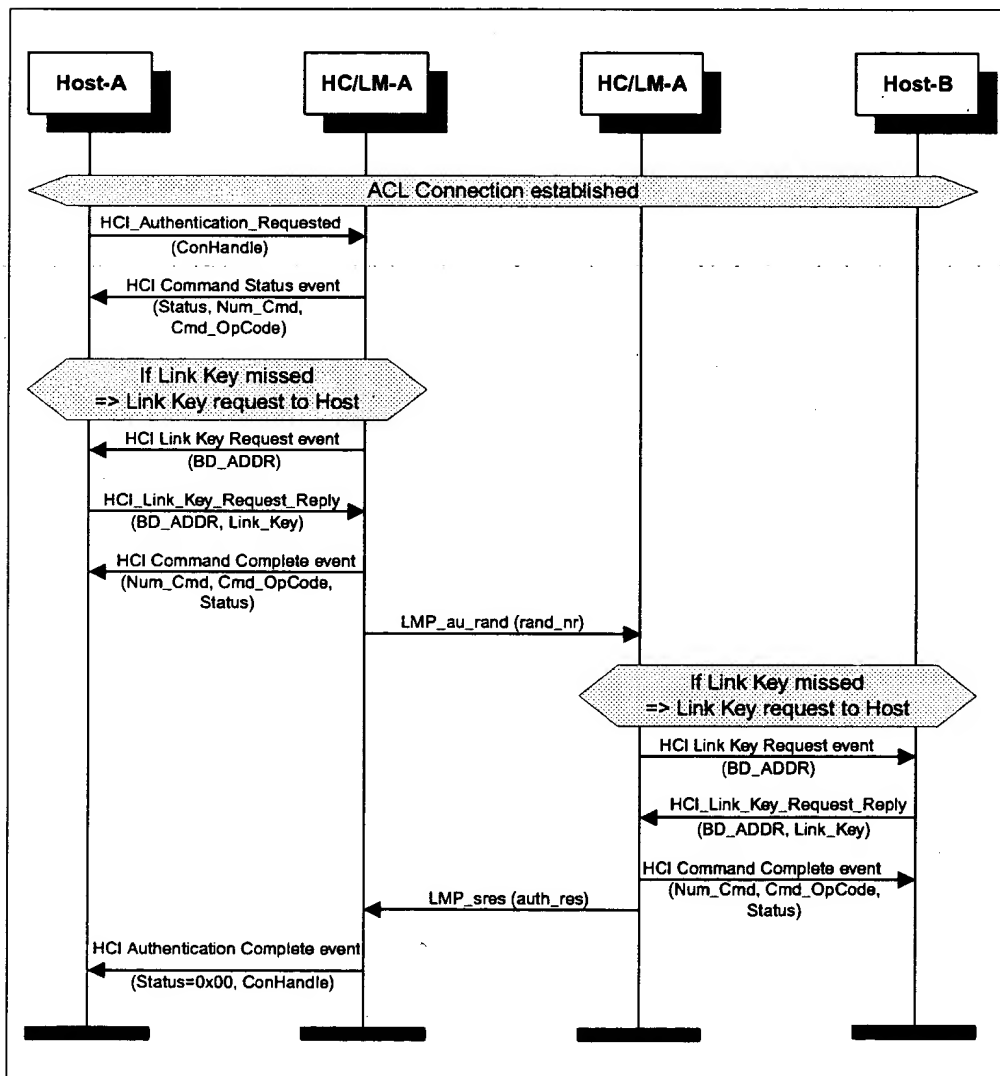 Host-A
HC/LM-A
HC/LM-A
Host-B
ACL Connection established
HCI_Authentication_Requested
(ConHandle)
HCI Command Status event
(Status, Num_Cmd,
Cmd_OpCode)
If Link Key missed
=> Link Key request to Host
HCI Link Key Request event
(BD_ADDR)
HCI_Link_Key_Request_Reply
(BD_ADDR, Link_Key)
HCI Command Complete event
(Num_Cmd, Cmd_OpCode,
Status)
LMP_au_rand (rand_nr)
If Link Key missed
=> Link Key request to Host
HCI Link Key Request event
(BD_ADDR)
HCI_Link_Key_Request_Reply
(BD_ADDR, Link_Key)
HCI Command Complete event
(Num_Cmd, Cmd_OpCode,
Status)
LMP_sres (auth_res)
HCI Authentication Complete event
(Status=0x00, ConHandle)